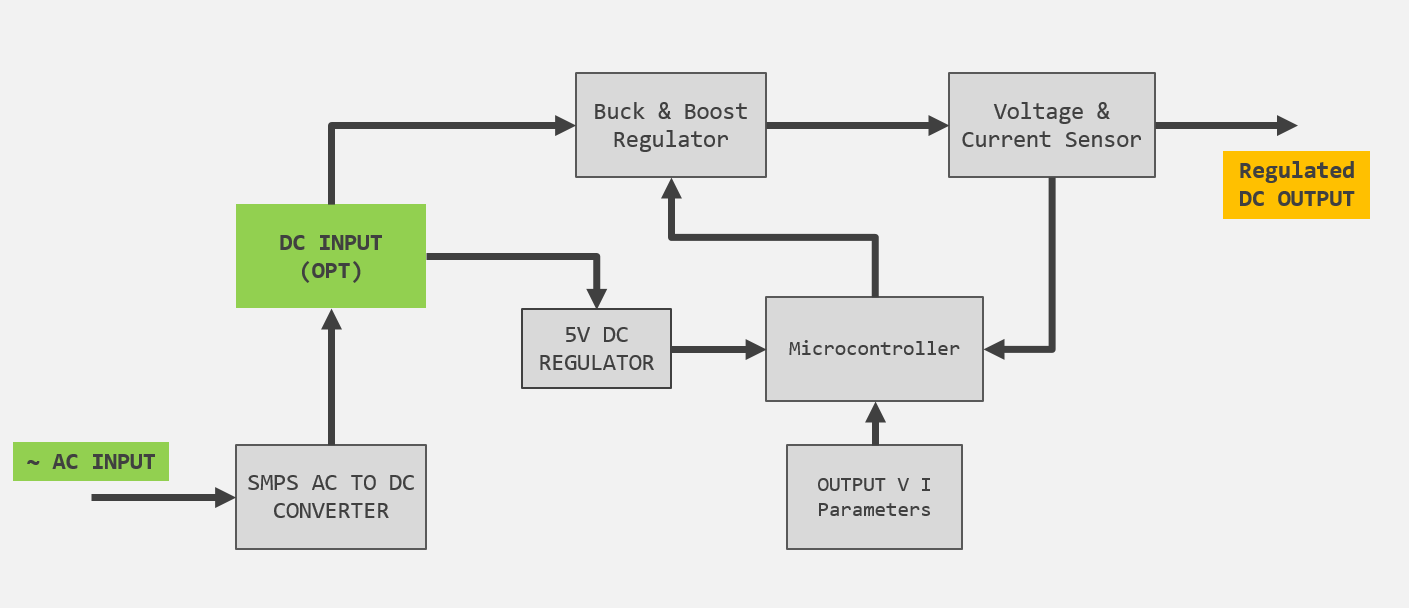 Buck & Boost
Regulator
Voltage &
Current Sensor
Regulated
DC OUTPUT
DC INPUT
(OPT)
5V DC
REGULATOR
Microcontroller
~ AC INPUT
SMPS AC TO DC
CONVERTER
OUTPUT V I
Parameters